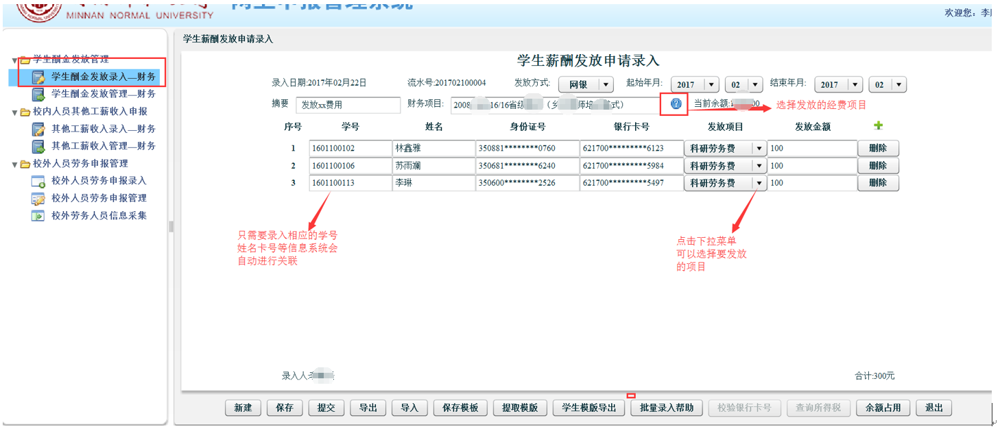 MINNAN NORMAL UNIVERSITY
欢迎您：李
学生酬金发放管理
学生酬金发放录入—财务
学生酬金发放管理—财务
校内人员其他工薪收入申报
其他工薪收入录入—财务
其他工薪收入管理—财务
校外人员劳务申报管理
校外人员劳务申报录入
校外人员劳务申报管理
校外劳务人员信息采集
学生薪酬发放申请录入
学生薪酬发放申请录入
录入日期:2017年02月22日 流水号:201702100004 发放方式: 网银 起始年月: 2017 02 结束年月: 2017 02
摘要 发放xx费用 财务项目: 2008 16/16省级 （乡 师培 式） 当前余额: 00 选择发放的经费项目
序号 学号 姓名 身份证号 银行卡号 发放项目 发放金额
1 1601100102 林鑫雅 350881********0760 621700*********6123 科研劳务费 100 删除
2 1601100106 苏雨澜 350681********6240 621700*********5984 科研劳务费 100 删除
3 1601100113 李琳 350600********2526 621700*********5497 科研劳务费 100 删除
只需要录入相应的学号
姓名卡号等信息系统会
自动进行关联
点击下拉菜单
可以选择要发放
的项目
录入人: 合计:300元
新建 保存 提交 导出 导入 保存模板 提取模版 学生模版导出 批量录入帮助 校验银行卡号 查询所得税 余额占用 退出